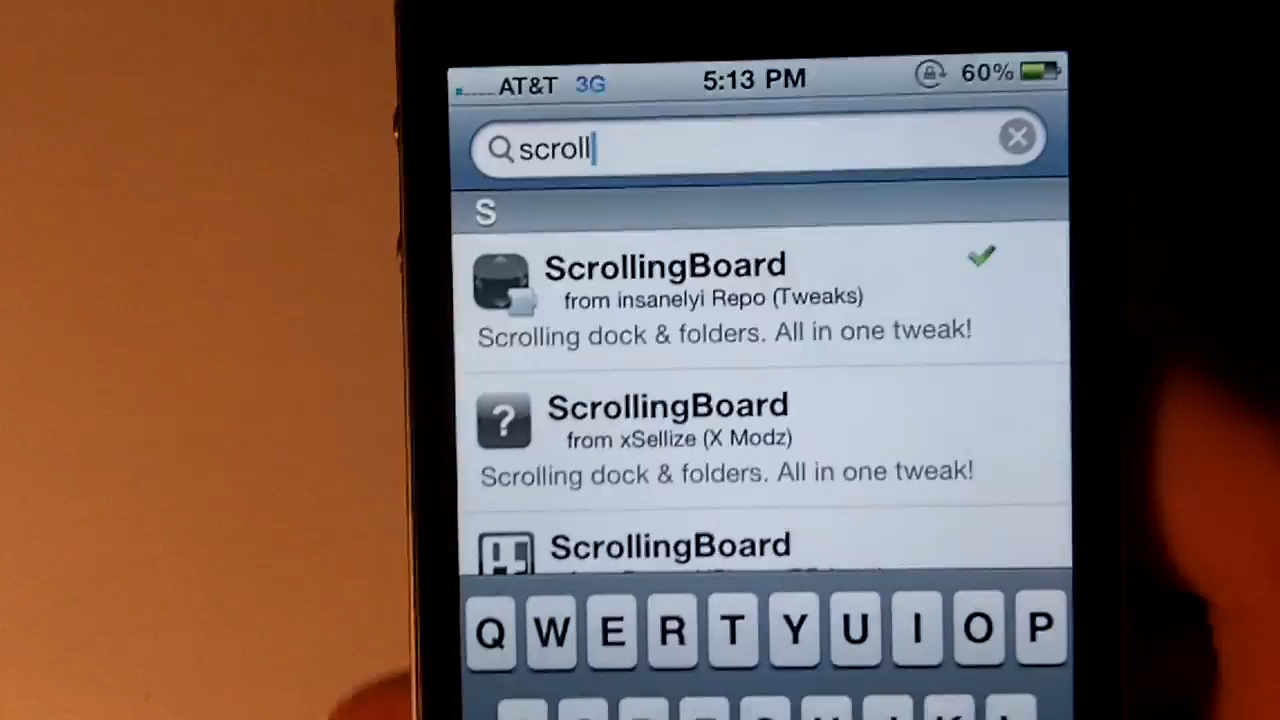 AT&T 3G 5:13 PM 60%
scroll
S
ScrollingBoard
from insanelyi Repo (Tweaks)
Scrolling dock & folders. All in one tweak!
?
ScrollingBoard
from xSellize (X Modz)
Scrolling dock & folders. All in one tweak!
ScrollingBoard
Q W E R T Y U I O P